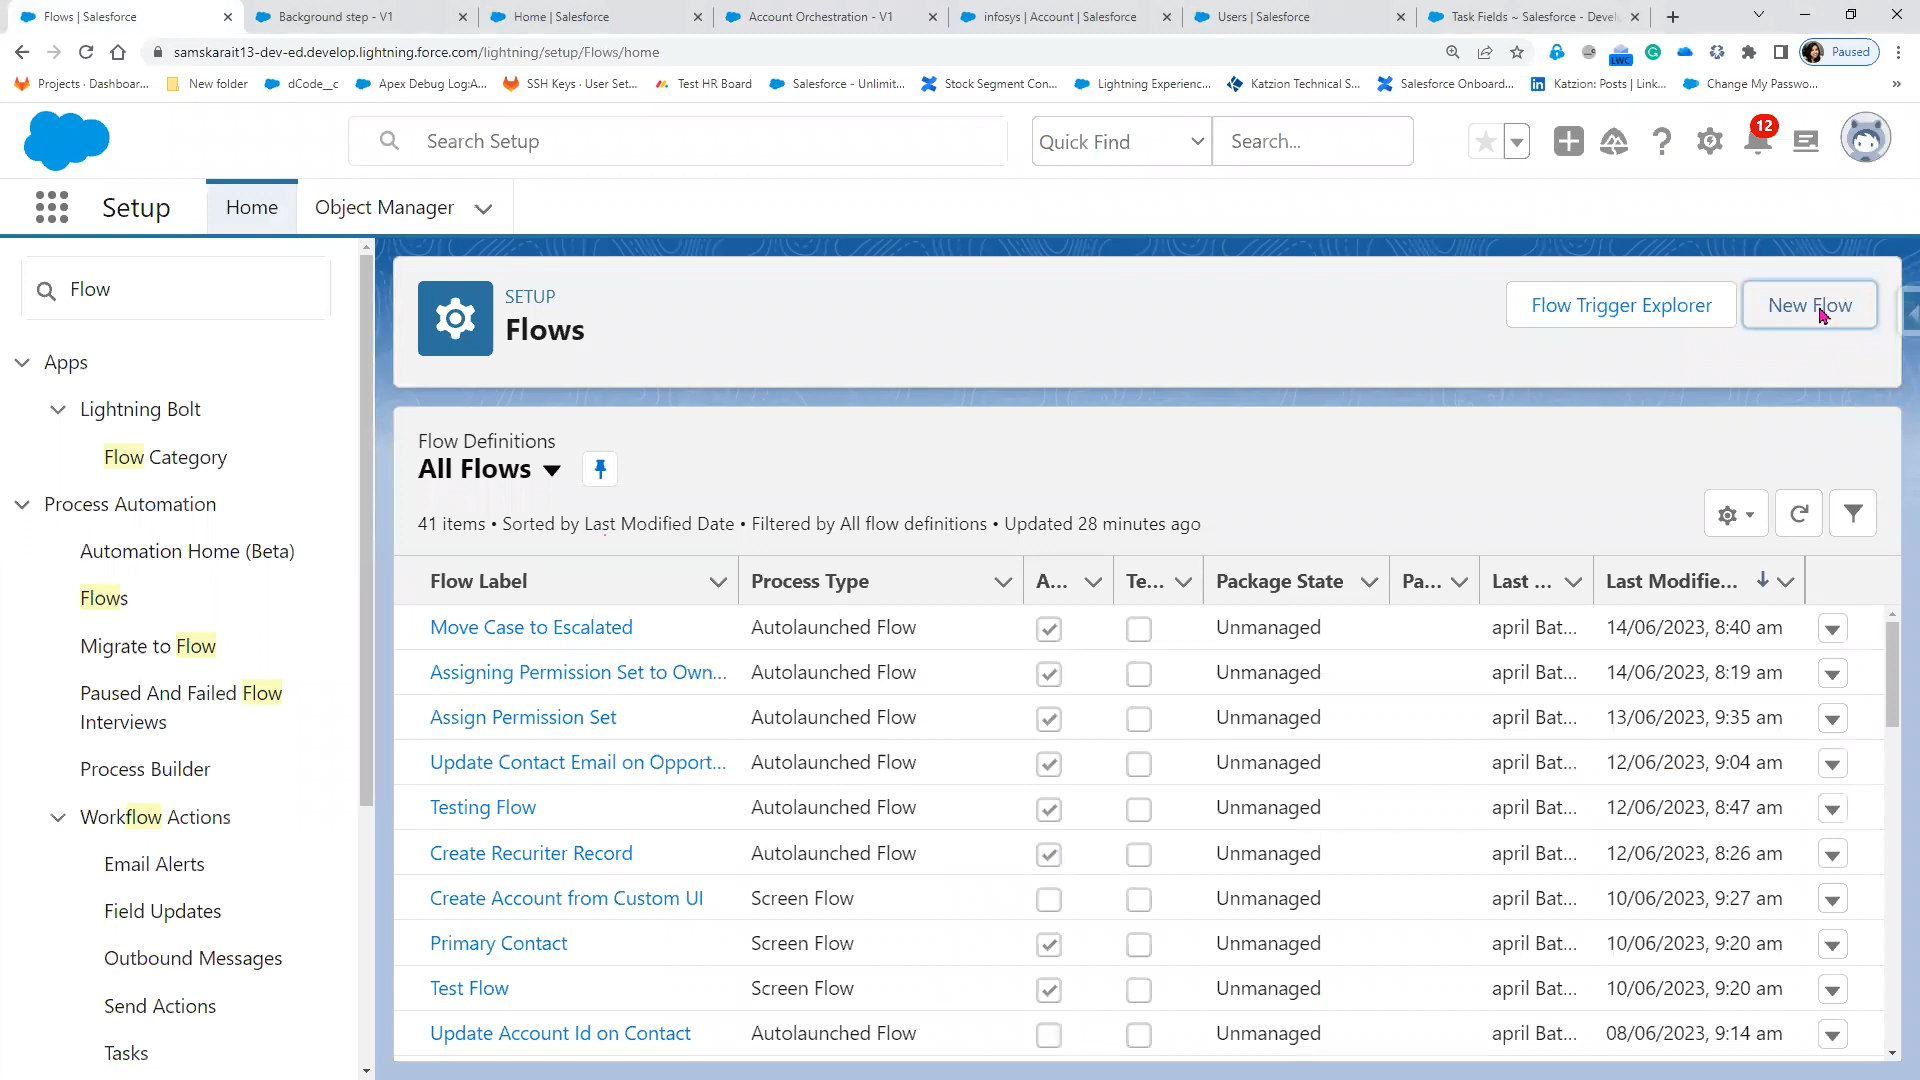 Flows | Salesforce
Background step - V1
Home | Salesforce
Account Orchestration - V1
infosys | Account | Salesforce
Users | Salesforce
Task Fields ~ Salesforce - Devel
samskarait13-dev-ed.develop.lightning.force.com/lightning/setup/Flows/home
LWC
Paused
Projects · Dashboar...
New folder
dCode__c
Apex Debug Log:A...
SSH Keys · User Set...
Test HR Board
Salesforce - Unlimit...
Stock Segment Con...
Lightning Experienc...
Katzion Technical S...
Salesforce Onboard...
Katzion: Posts | Link...
Change My Passwo...
»
Search Setup
Quick Find
Search...
12
Setup
Home
Object Manager
Flow
Apps
Lightning Bolt
Flow Category
Process Automation
Automation Home (Beta)
Flows
Migrate to Flow
Paused And Failed Flow
Interviews
Process Builder
Workflow Actions
Email Alerts
Field Updates
Outbound Messages
Send Actions
Tasks
SETUP
Flows
Flow Trigger Explorer
New Flow
Flow Definitions
All Flows
41 items • Sorted by Last Modified Date • Filtered by All flow definitions • Updated 28 minutes ago
Flow Label Process Type A... Te... Package State Pa... Last ... Last Modifie...
Move Case to Escalated Autolaunched Flow Unmanaged april Bat... 14/06/2023, 8:40 am
Assigning Permission Set to Own... Autolaunched Flow Unmanaged april Bat... 14/06/2023, 8:19 am
Assign Permission Set Autolaunched Flow Unmanaged april Bat... 13/06/2023, 9:35 am
Update Contact Email on Opport... Autolaunched Flow Unmanaged april Bat... 12/06/2023, 9:04 am
Testing Flow Autolaunched Flow Unmanaged april Bat... 12/06/2023, 8:47 am
Create Recuriter Record Autolaunched Flow Unmanaged april Bat... 12/06/2023, 8:26 am
Create Account from Custom UI Screen Flow Unmanaged april Bat... 10/06/2023, 9:27 am
Primary Contact Screen Flow Unmanaged april Bat... 10/06/2023, 9:20 am
Test Flow Screen Flow Unmanaged april Bat... 10/06/2023, 9:20 am
Update Account Id on Contact Autolaunched Flow Unmanaged april Bat... 08/06/2023, 9:14 am